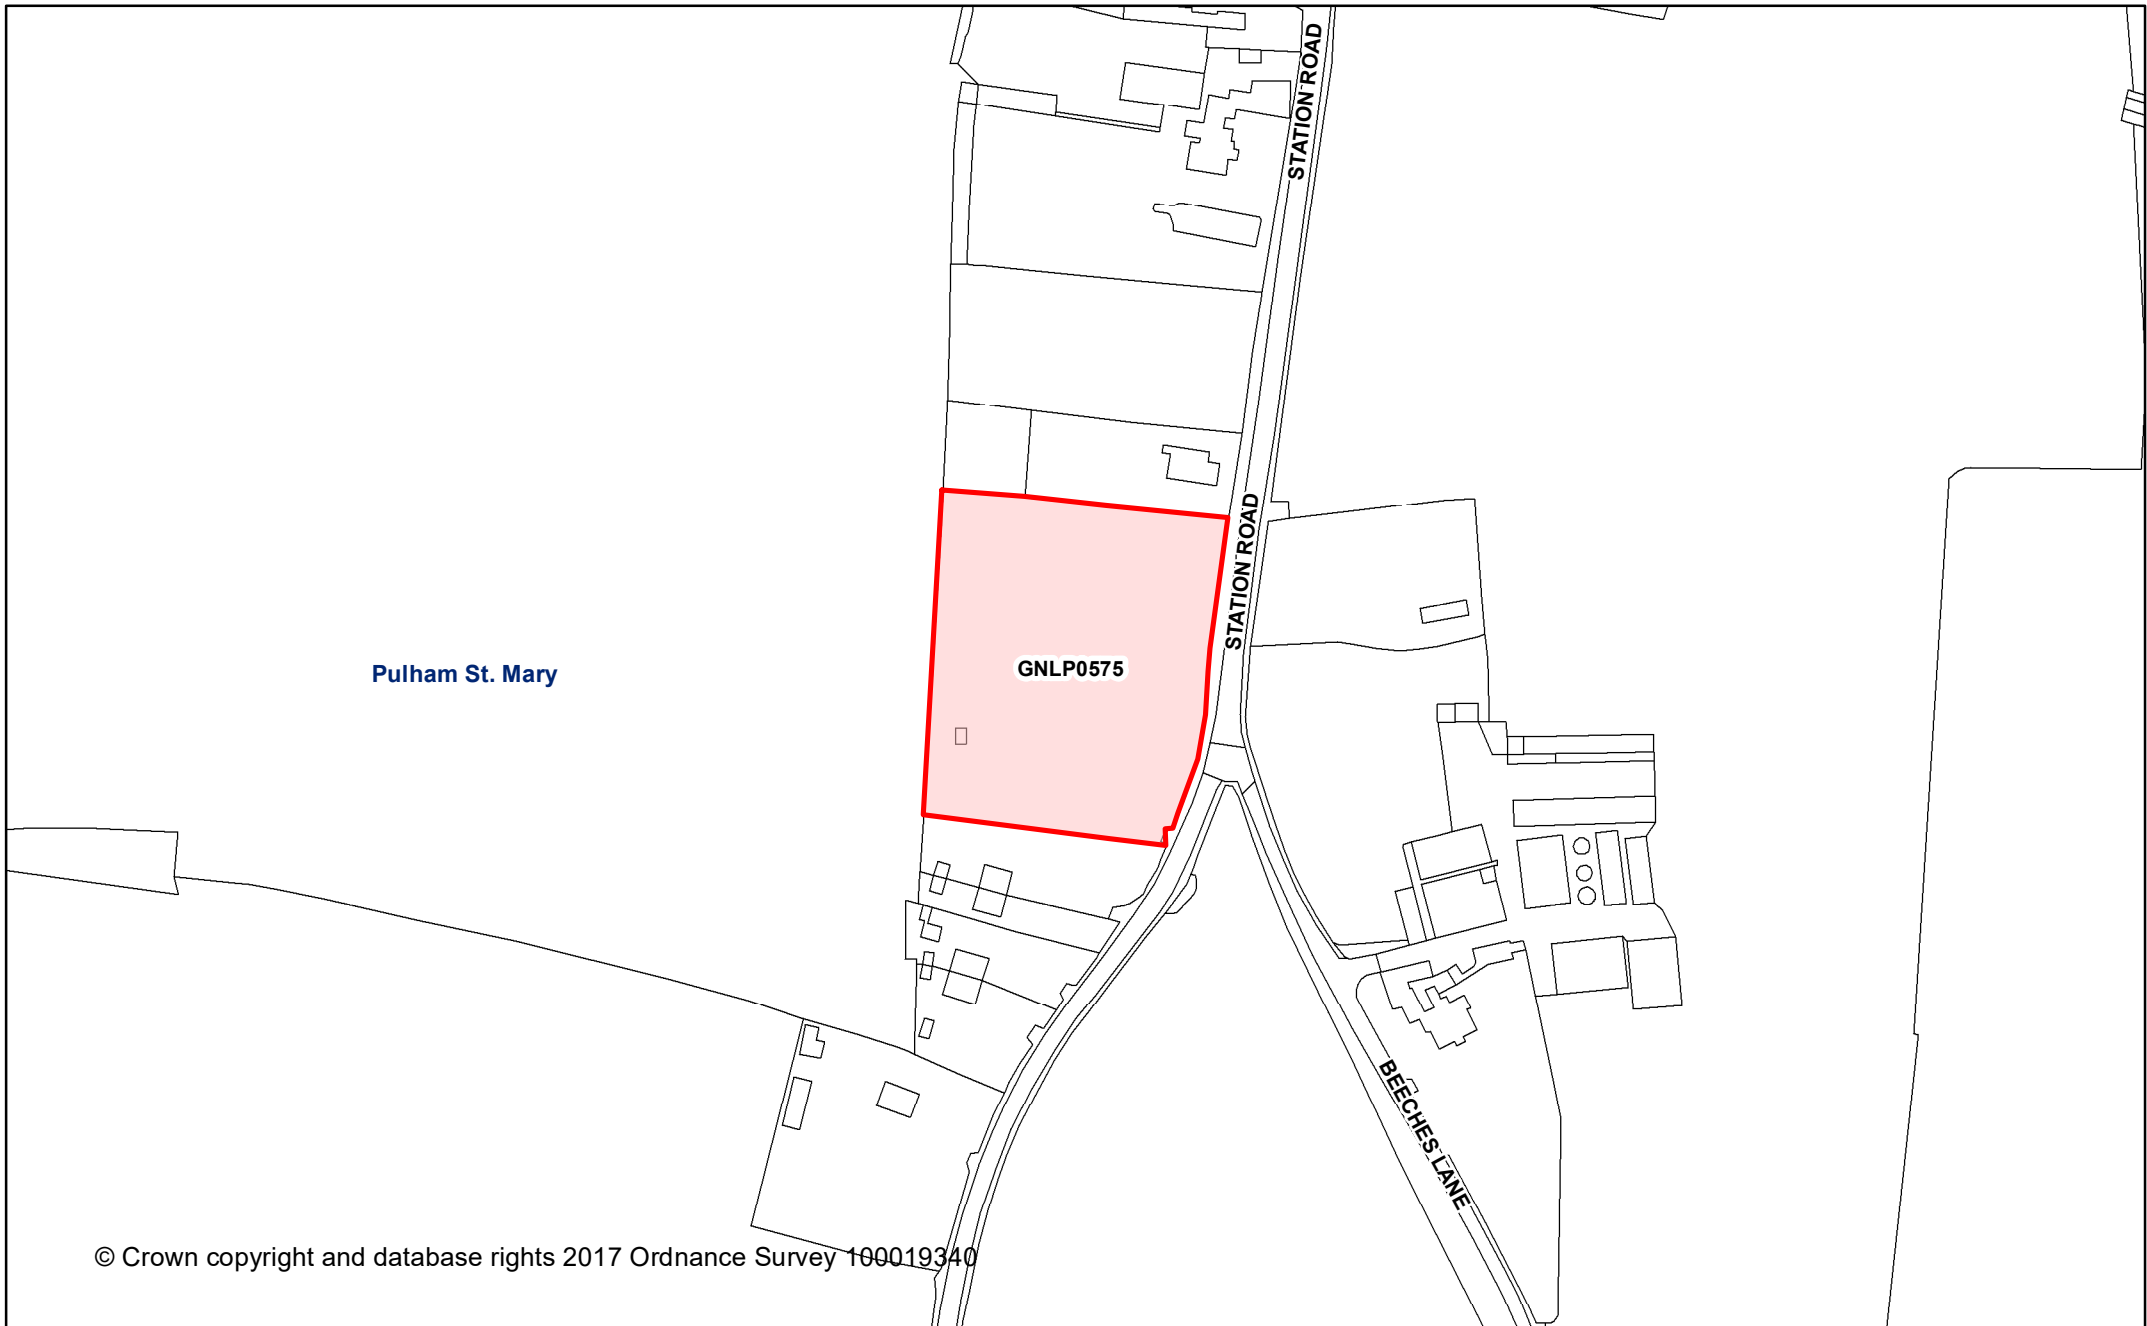 STATION ROAD
STATION ROAD
Pulham St. Mary
GNLP0575
BEECHES LANE
© Crown copyright and database rights 2017 Ordnance Survey 100019340